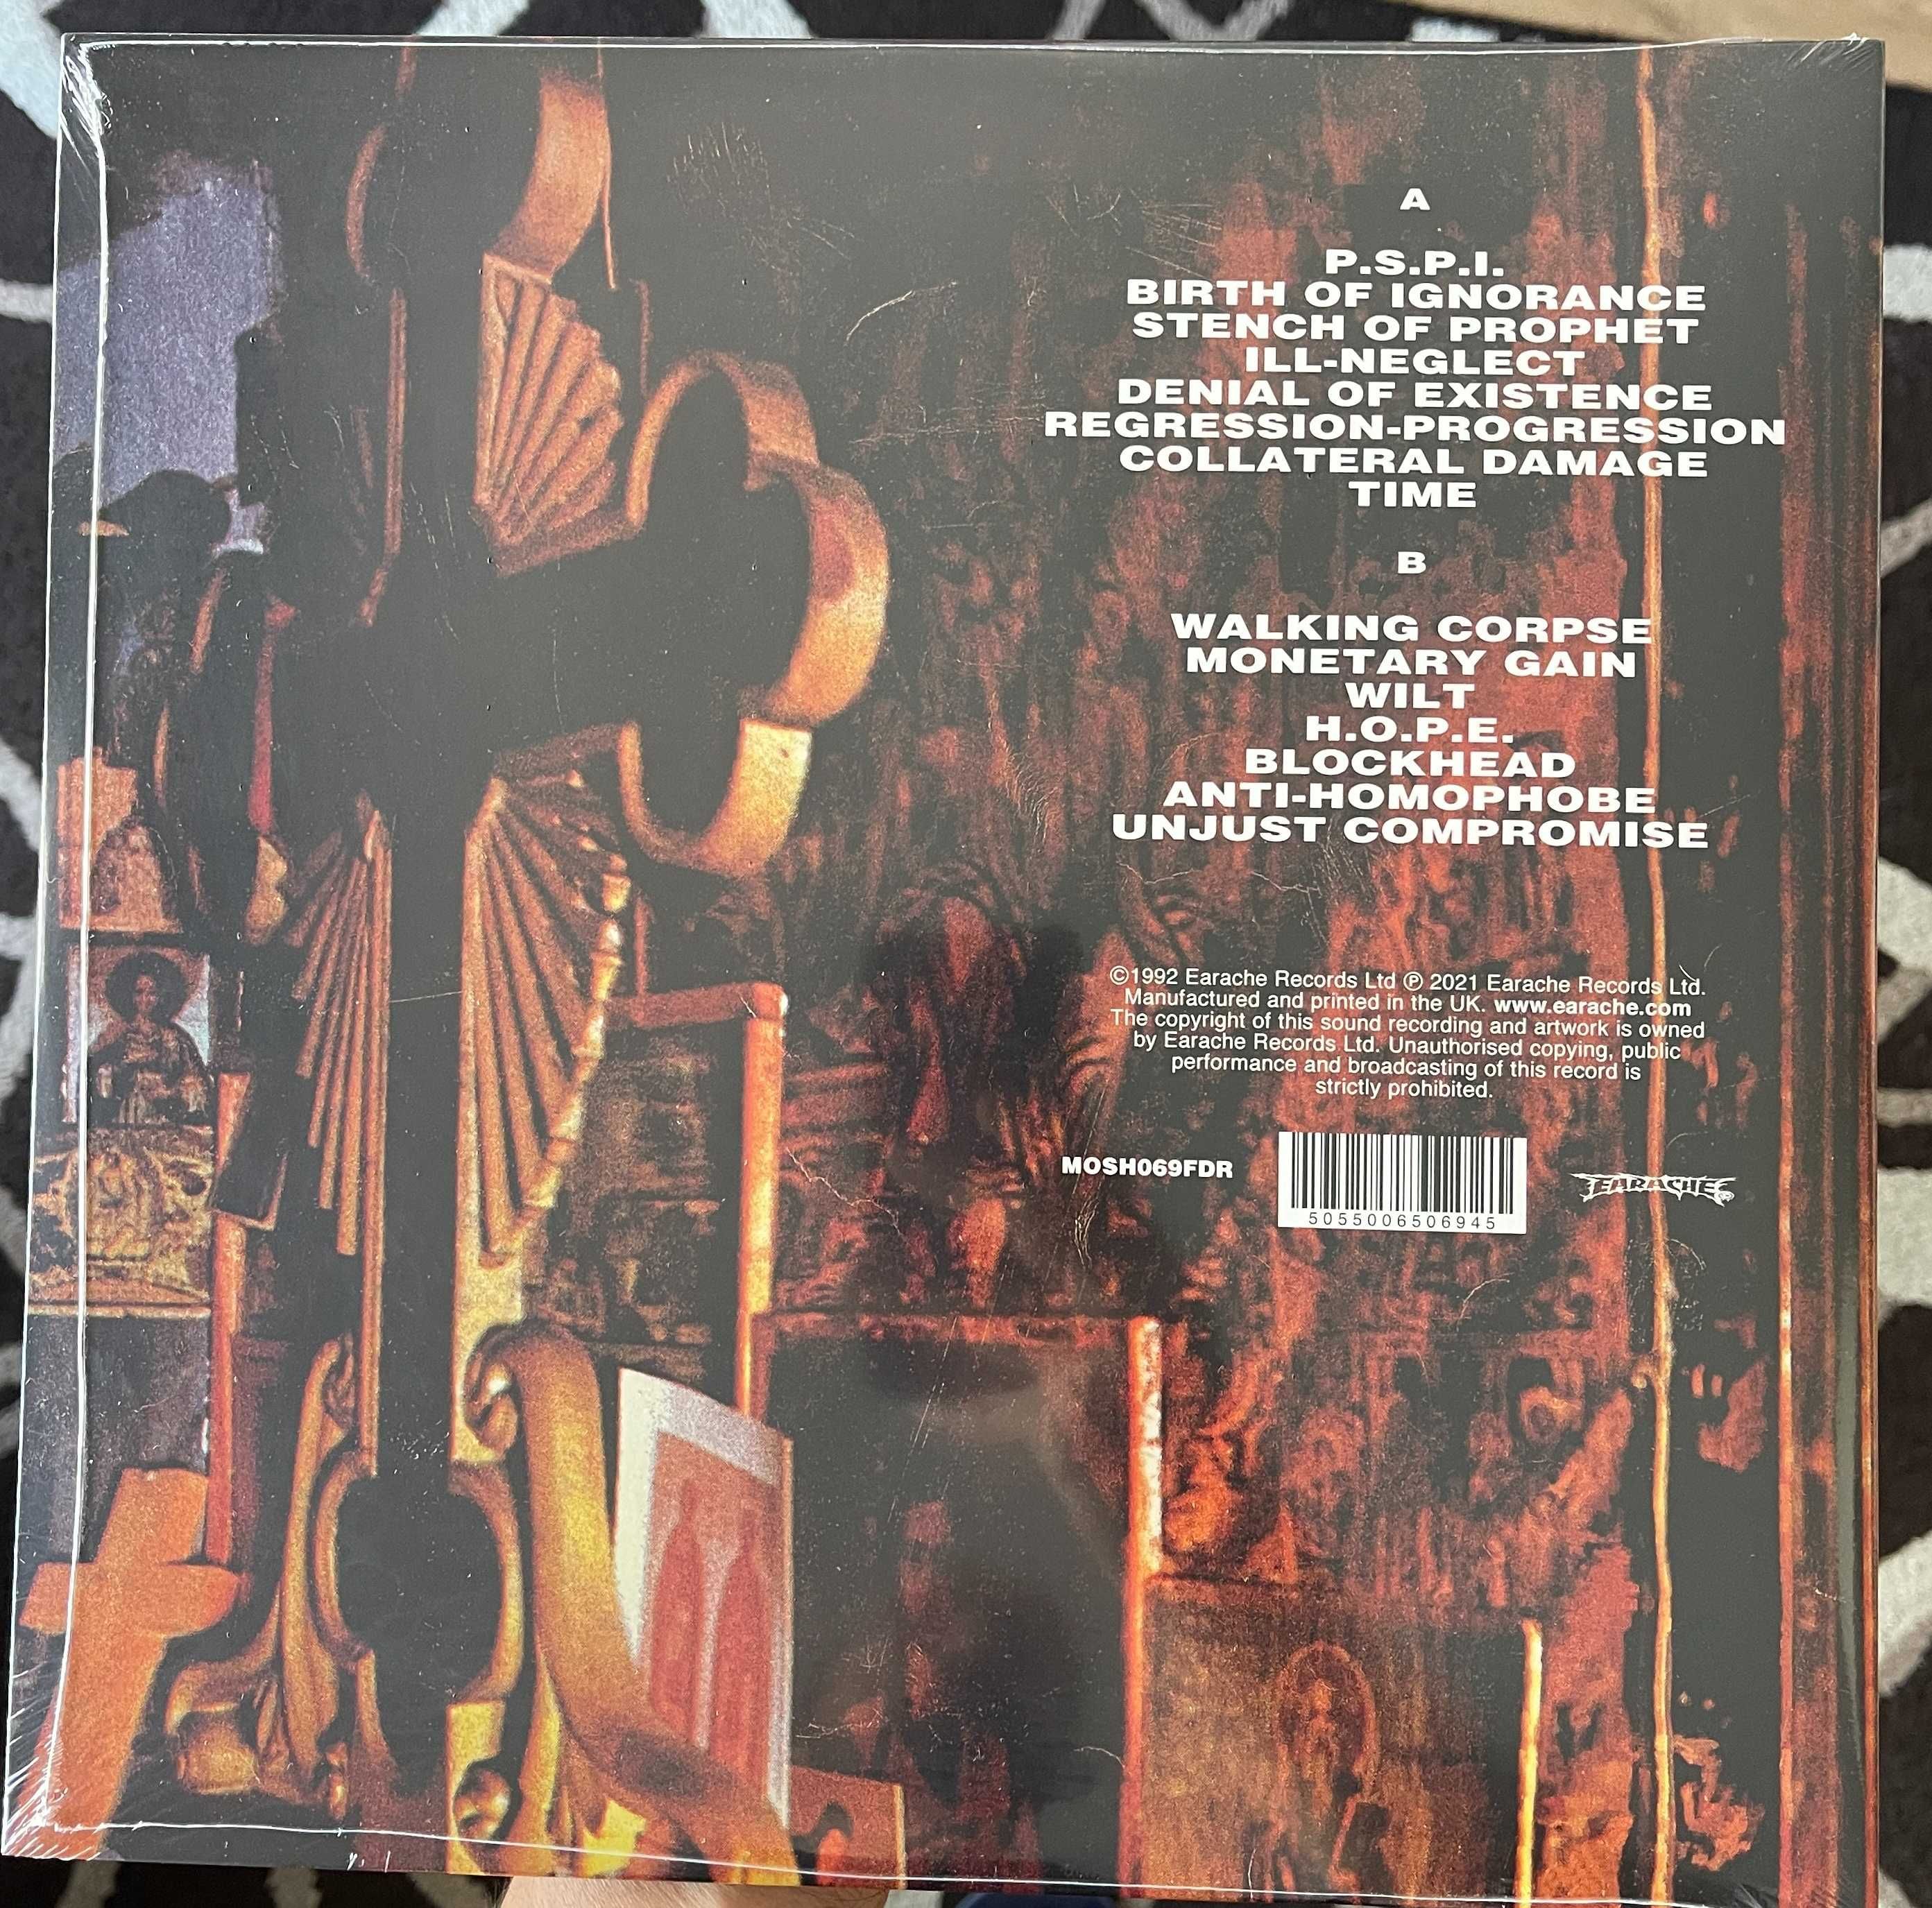 A
P.S.P.I.
BIRTH OF IGNORANCE
STENCH OF PROPHET
ILL-NEGLECT
DENIAL OF EXISTENCE
REGRESSION-PROGRESSION
COLLATERAL DAMAGE
TIME
B
WALKING CORPSE
MONETARY GAIN
WILT
H.O.P.E.
BLOCKHEAD
ANTI-HOMOPHOBE
UNJUST COMPROMISE
©1992 Earache Records Ltd ℗ 2021 Earache Records Ltd.
Manufactured and printed in the UK. www.earache.com
The copyright of this sound recording and artwork is owned
by Earache Records Ltd. Unauthorised copying, public
performance and broadcasting of this record is
strictly prohibited.
MOSH069FDR
5055006506945
EARACHE